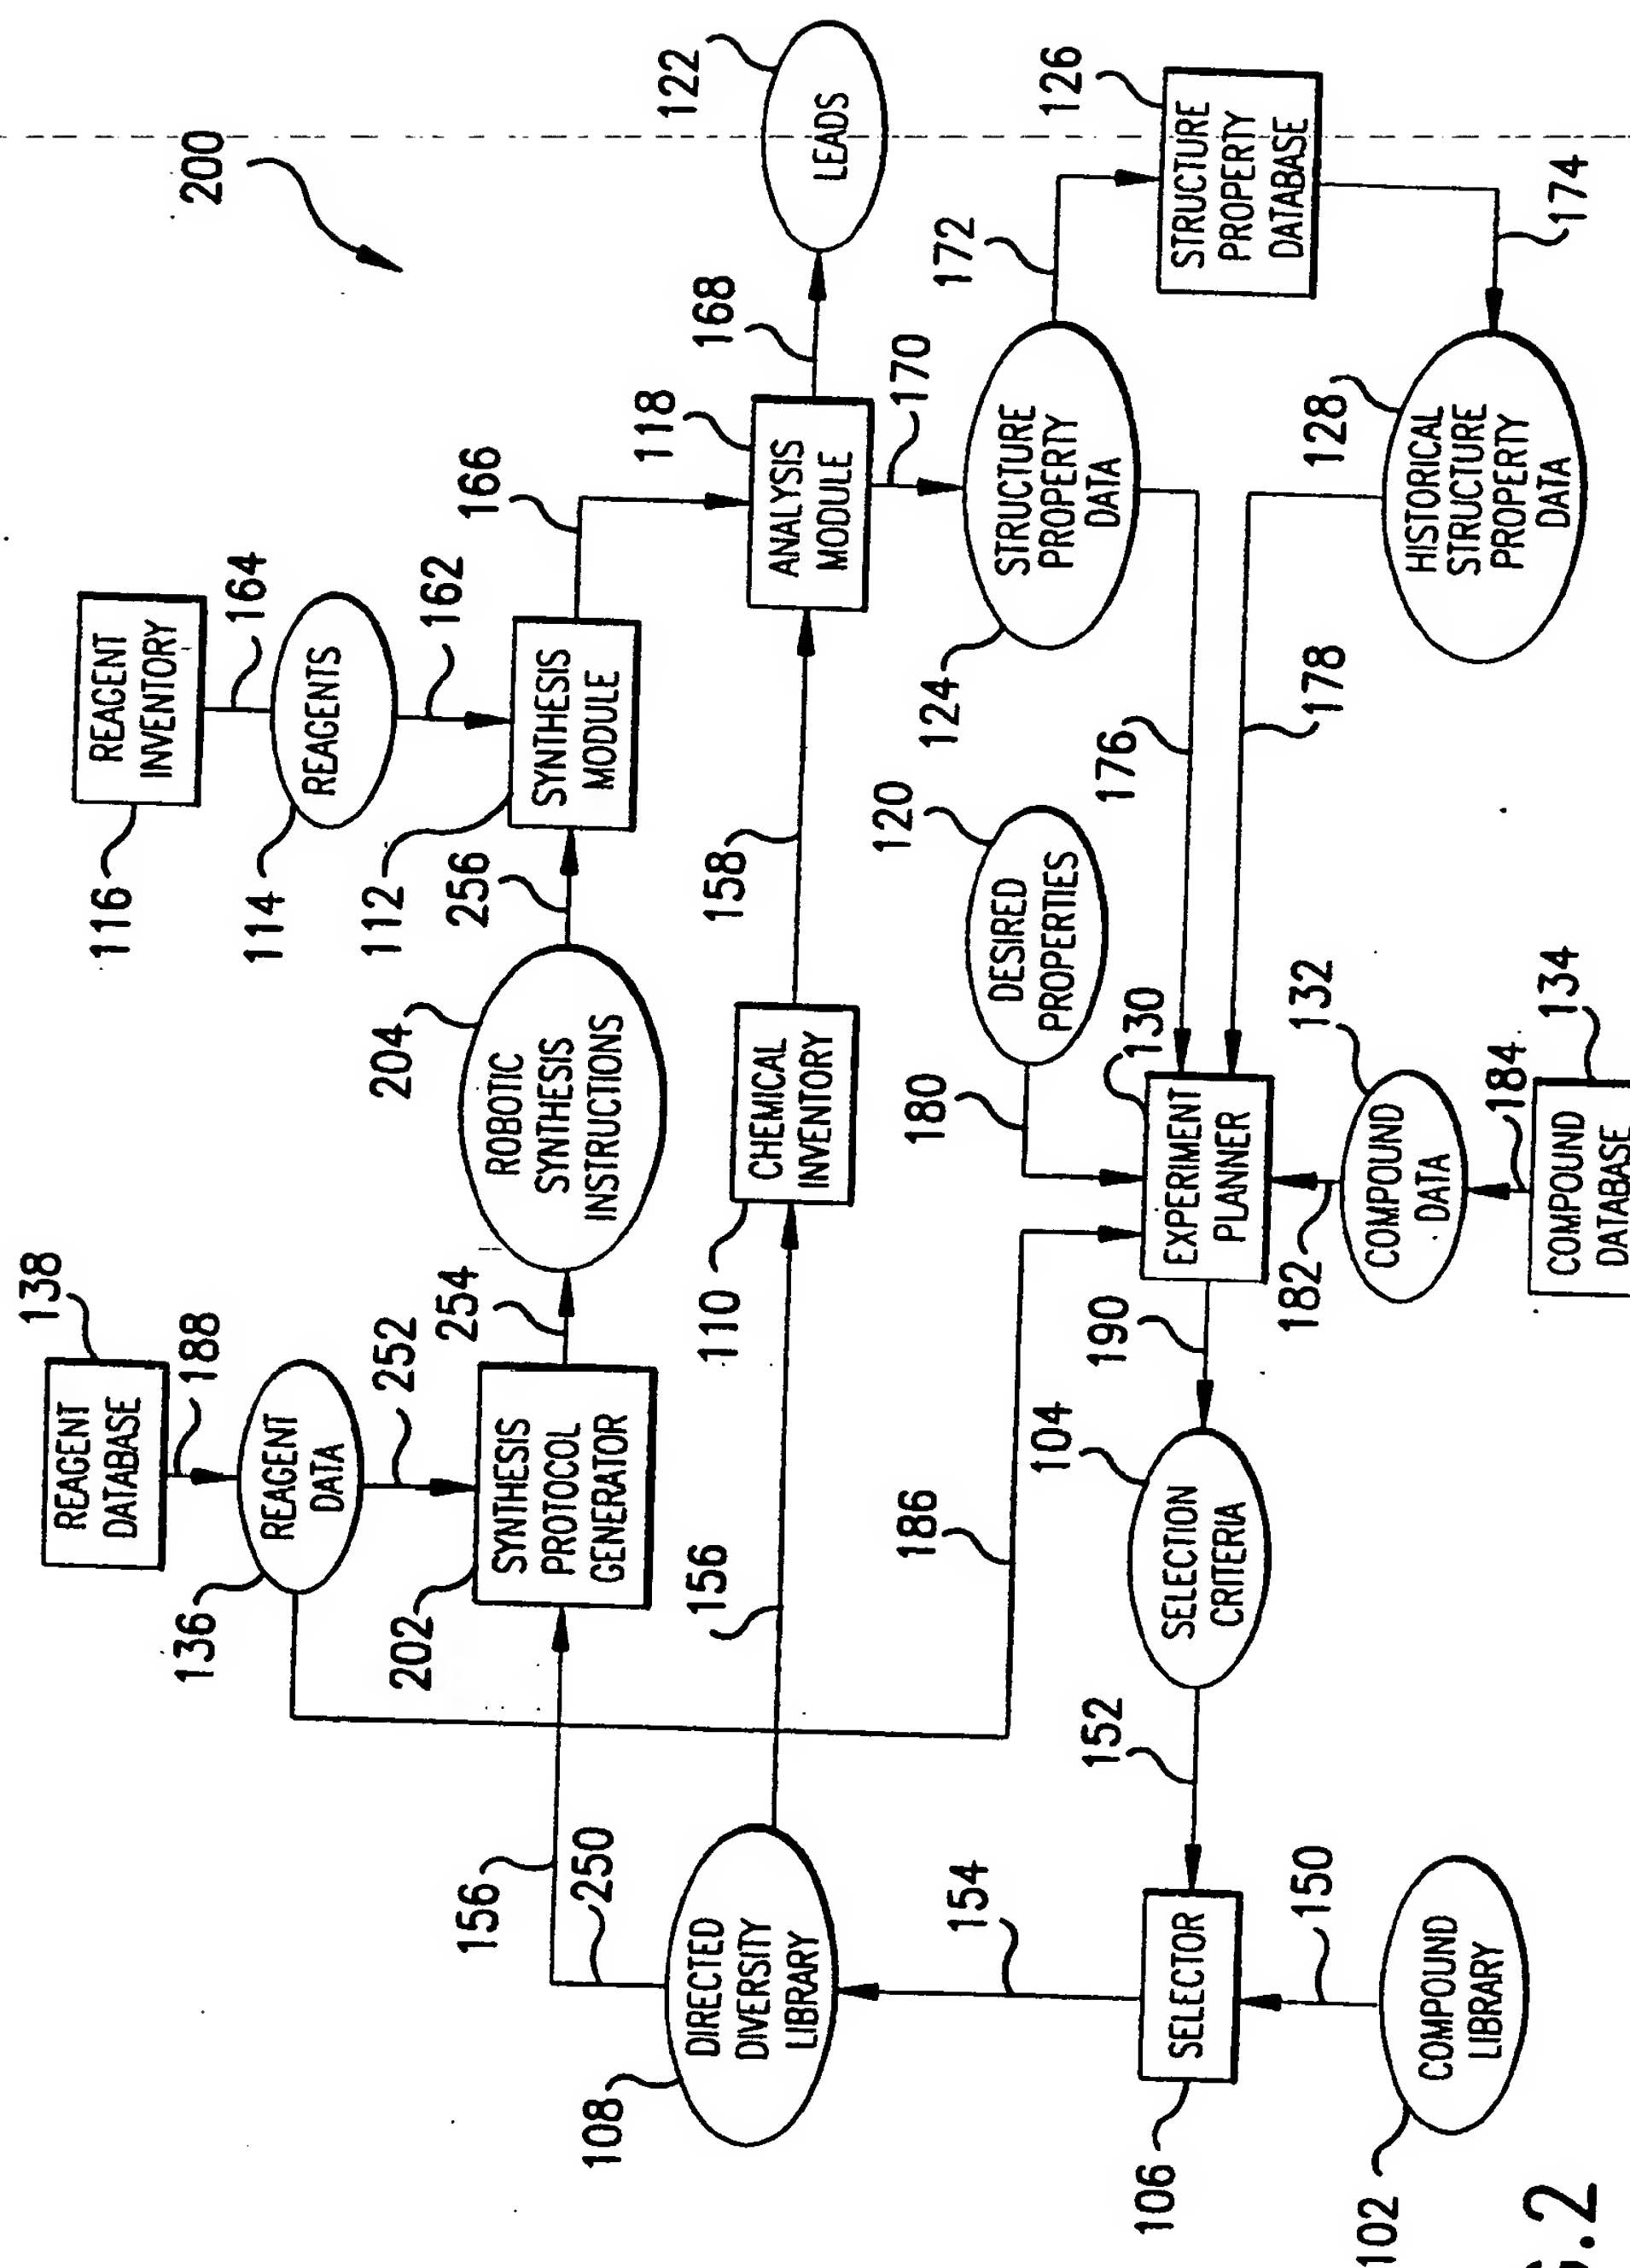 200
138
REAGENT
DATABASE
188
136
REAGENT
DATA
252
202
SYNTHESIS
PROTOCOL
GENERATOR
254
204
ROBOTIC
SYNTHESIS
INSTRUCTIONS
256
116
REAGENT
INVENTORY
164
114
REAGENTS
162
112
SYNTHESIS
MODULE
166
118
ANALYSIS
MODULE
168
122
LEADS
156
250
108
DIRECTED
DIVERSITY
LIBRARY
156
110
CHEMICAL
INVENTORY
158
170
124
STRUCTURE
PROPERTY
DATA
172
126
STRUCTURE
PROPERTY
DATABASE
174
128
HISTORICAL
STRUCTURE
PROPERTY
DATA
176
178
120
DESIRED
PROPERTIES
180
186
130
EXPERIMENT
PLANNER
182
132
COMPOUND
DATA
184
134
COMPOUND
DATABASE
190
104
SELECTION
CRITERIA
152
154
106
SELECTOR
150
102
COMPOUND
LIBRARY
.2